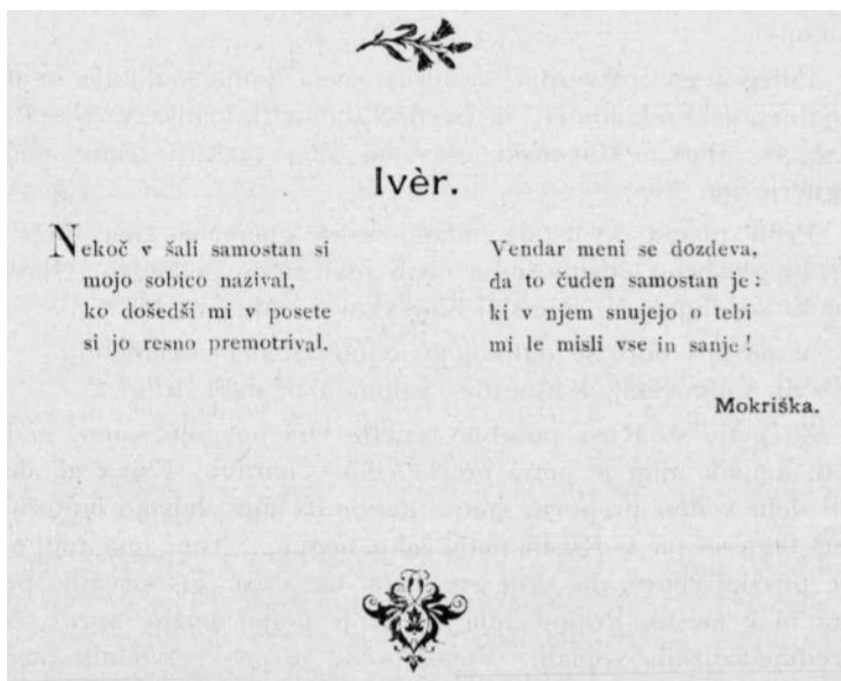 Ivèr.
Nekoč v šali samostan si
mojo sobico nazival,
ko došedši mi v posete
si jo resno premotrival.
Vendar meni se dozdeva,
da to čuden samostan je:
ki v njem snujejo o tebi
mi le misli vse in sanje!
Mokriška.